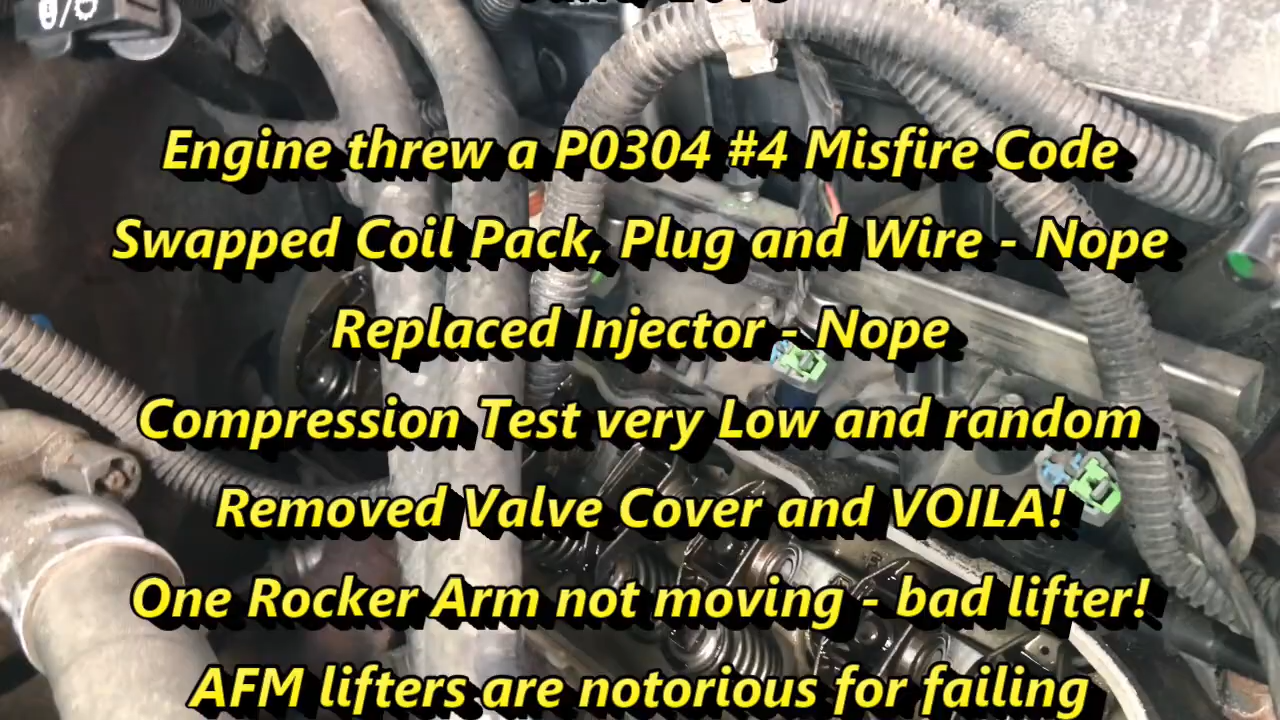 Engine threw a P0304 #4 Misfire Code
Swapped Coil Pack, Plug and Wire - Nope
Replaced Injector - Nope
Compression Test very Low and random
Removed Valve Cover and VOILA!
One Rocker Arm not moving - bad lifter!
AFM lifters are notorious for failing